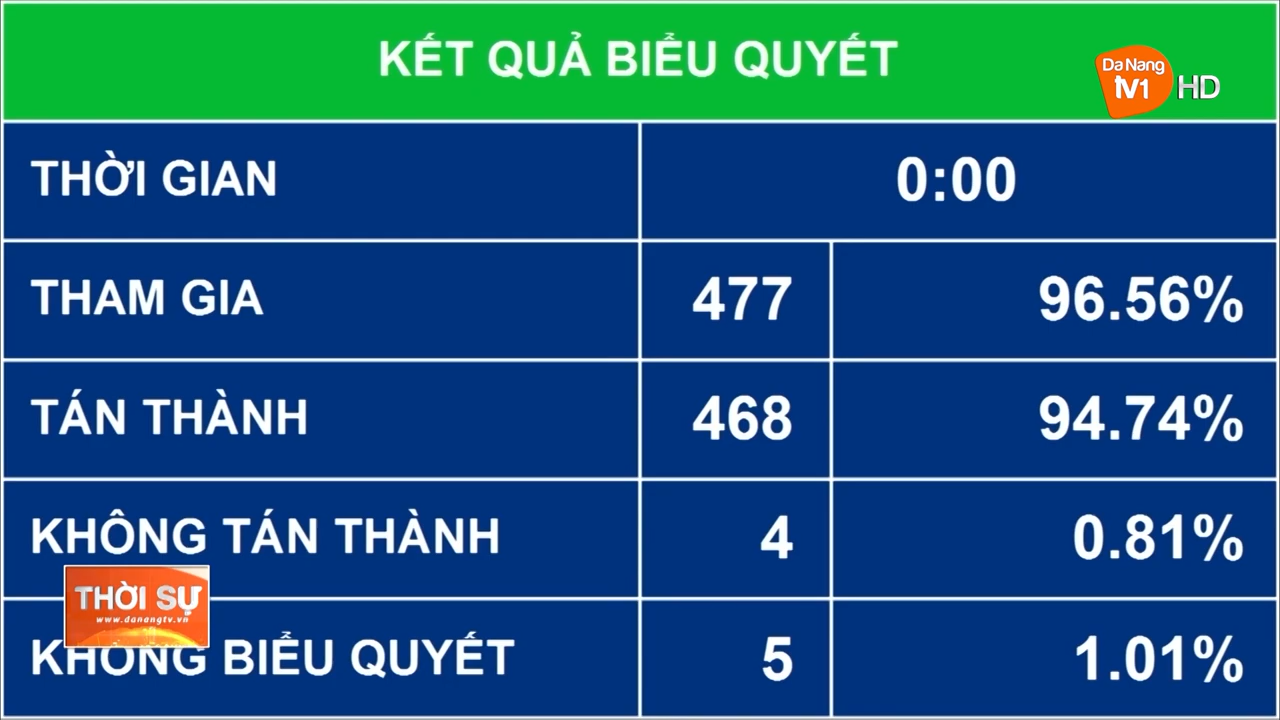 KẾT QUẢ BIỂU QUYẾT
Da Nang
TV1 HD
THỜI GIAN 0:00
THAM GIA 477 96.56%
TÁN THÀNH 468 94.74%
KHÔNG TÁN THÀNH 4 0.81%
THỜI SỰ
www.danangtv.vn
KHÔNG BIỂU QUYẾT 5 1.01%